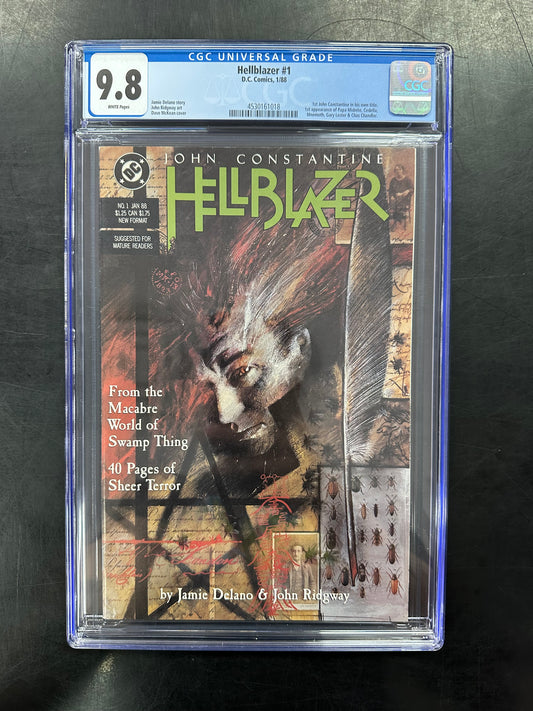 CGC UNIVERSAL GRADE
9.8
WHITE Pages
Hellblazer #1
D.C. Comics, 1/88
Jamie Delano story
John Ridgway art
Dave McKean cover
4530161018
1st John Constantine in his own title.
1st appearance of Papa Midnite, Cedella,
Mnemoth, Gary Lester & Chas Chandler.
CGC
DC
NO. 1 JAN 88
$1.25 CAN $1.75
NEW FORMAT
SUGGESTED FOR
MATURE READERS
JOHN CONSTANTINE
HELLBLAZER
From the
Macabre
World of
Swamp Thing
40 Pages of
Sheer Terror
by Jamie Delano & John Ridgway